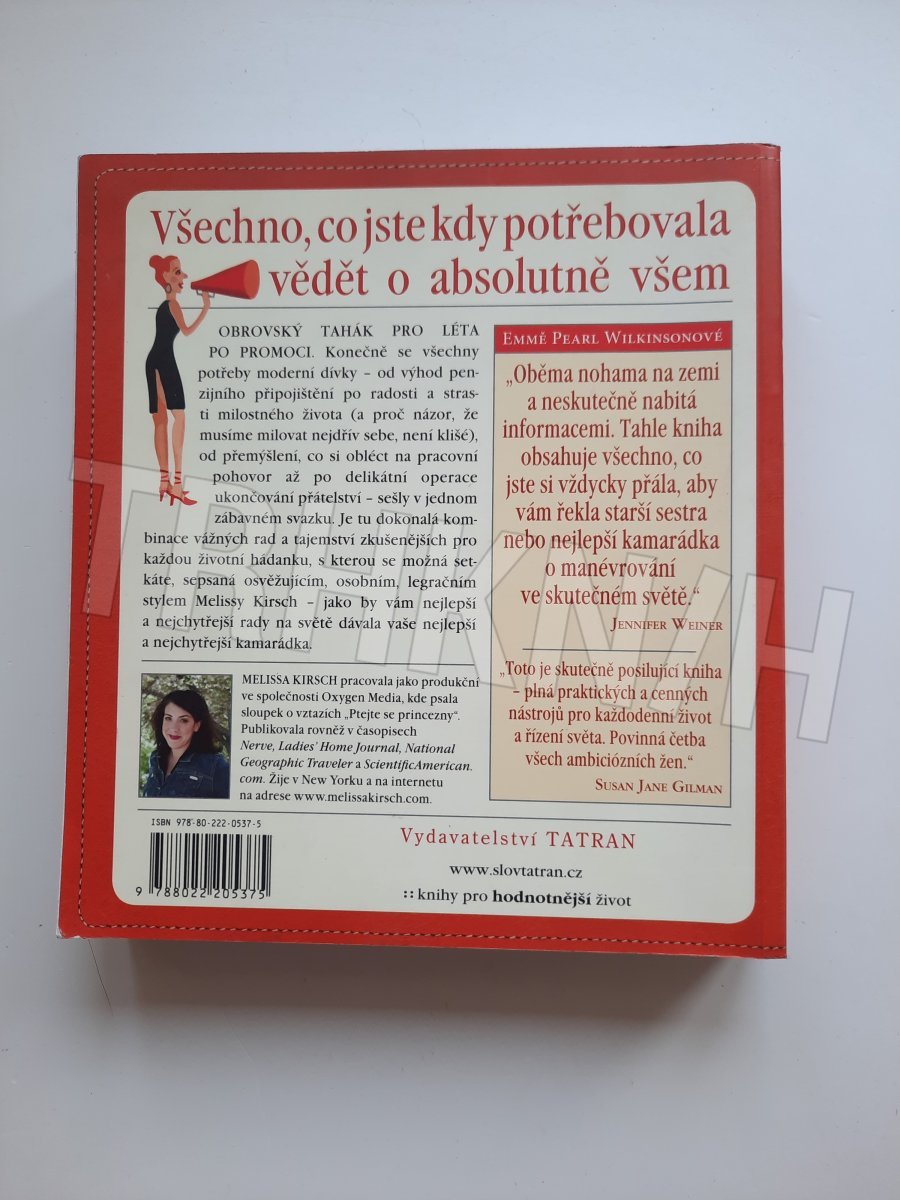 Všechno, co jste kdy potřebovala
vědět o absolutně všem
OBROVSKÝ TAHÁK PRO LÉTA
PO PROMOCI. Konečně se všechny
potřeby moderní dívky – od výhod pen-
zijního připojištění po radosti a stras-
ti milostného života (a proč názor, že
musíme milovat nejdřív sebe, není klišé),
od přemýšlení, co si obléct na pracovní
pohovor až po delikátní operace
ukončování přátelství – sešly v jednom
zábavném svazku. Je tu dokonalá kom-
binace vážných rad a tajemství zkušenějších pro
každou životní hádanku, s kterou se možná set-
káte, sepsaná osvěžujícím, osobním, legračním
stylem Melissy Kirsch – jako by vám nejlepší
a nejchytřejší rady na světě dávala vaše nejlepší
a nejchytřejší kamarádka.
MELISSA KIRSCH pracovala jako produkční
ve společnosti Oxygen Media, kde psala
sloupek o vztazích „Ptejte se princezny“.
Publikovala rovněž v časopisech
Nerve, Ladies' Home Journal, National
Geographic Traveler a ScientificAmerican.
com. Žije v New Yorku a na internetu
na adrese www.melissakirsch.com.
EMMĚ PEARL WILKINSONOVÉ
„Oběma nohama na zemi
a neskutečně nabitá
informacemi. Tahle kniha
obsahuje všechno, co
jste si vždycky přála, aby
vám řekla starší sestra
nebo nejlepší kamarádka
o manévrování
ve skutečném světě.“
JENNIFER WEINER
„Toto je skutečně posilující kniha
– plná praktických a cenných
nástrojů pro každodenní život
a řízení světa. Povinná četba
všech ambiciózních žen.“
SUSAN JANE GILMAN
ISBN 978-80-222-0537-5
9 788022 205375
Vydavatelství TATRAN
www.slovtatran.cz
:: knihy pro hodnotnější život
TRHKNIH